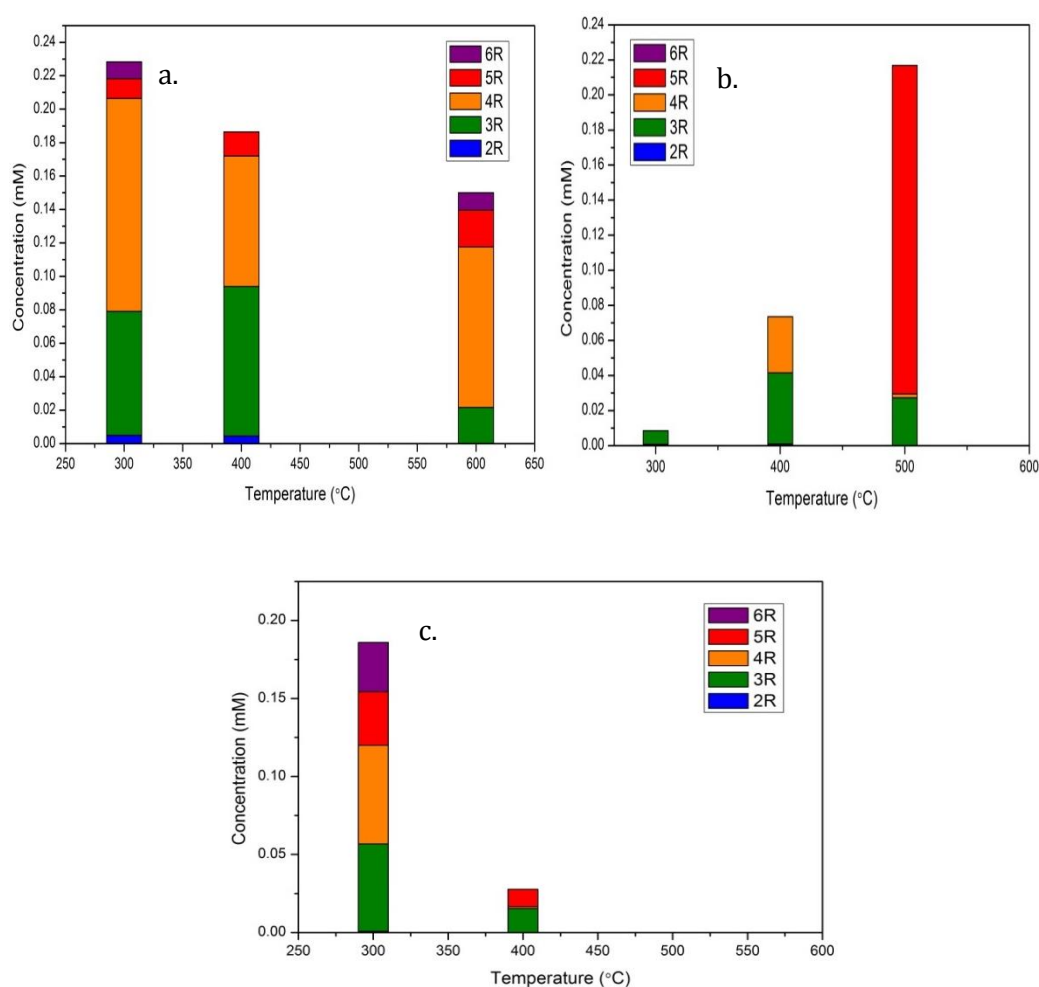 a.
6R
5R
4R
3R
2R
0.24
0.22
0.20
0.18
0.16
0.14
0.12
0.10
0.08
0.06
0.04
0.02
0.00
Concentration (mM)
250 300 350 400 450 500 550 600 650
Temperature (°C)
b.
6R
5R
4R
3R
2R
0.24
0.22
0.20
0.18
0.16
0.14
0.12
0.10
0.08
0.06
0.04
0.02
0.00
Concentration (mM)
300 400 500 600
Temperature (°C)
c.
6R
5R
4R
3R
2R
0.20
0.15
0.10
0.05
0.00
Concentration (mM)
250 300 350 400 450 500 550 600
Temperature (°C)